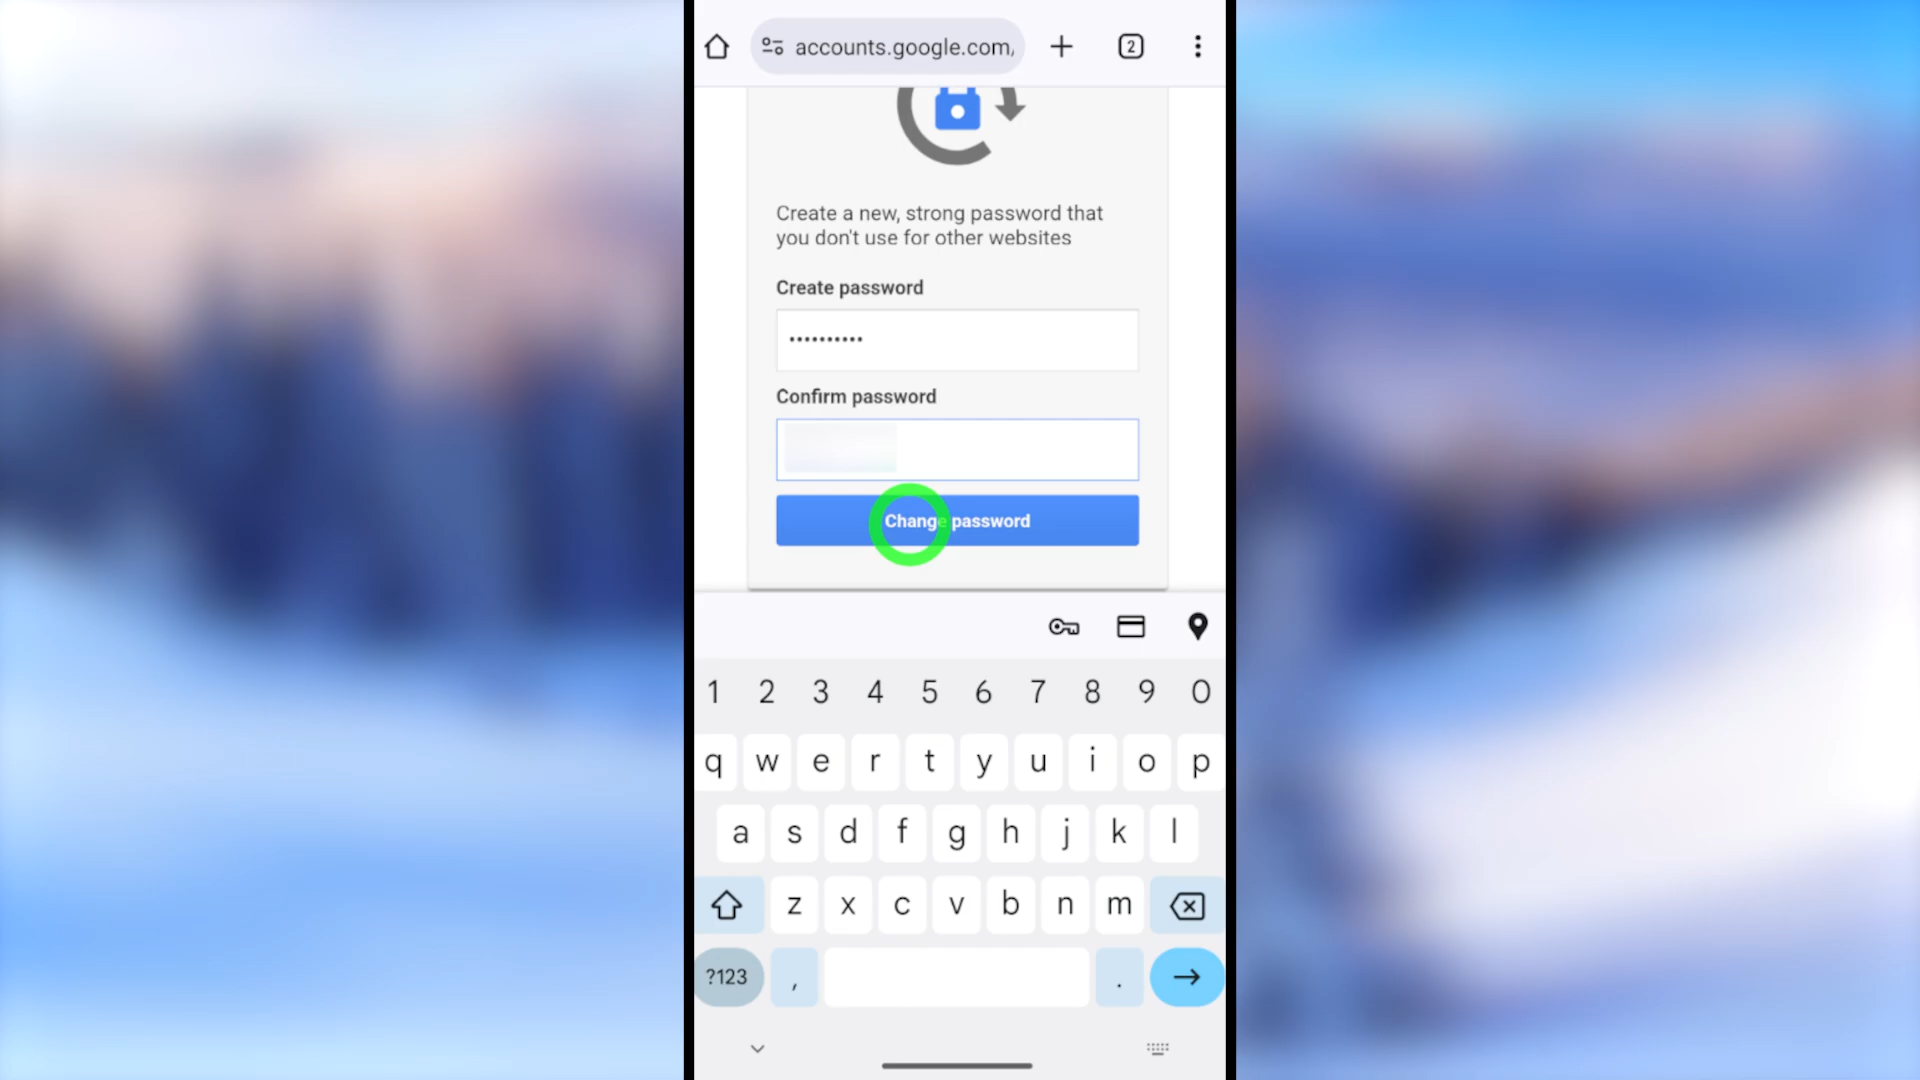 accounts.google.com,
2
Create a new, strong password that
you don't use for other websites
Create password
••••••••••
Confirm password
Change password
1 2 3 4 5 6 7 8 9 0
q w e r t y u i o p
a s d f g h j k l
z x c v b n m
?123 , .